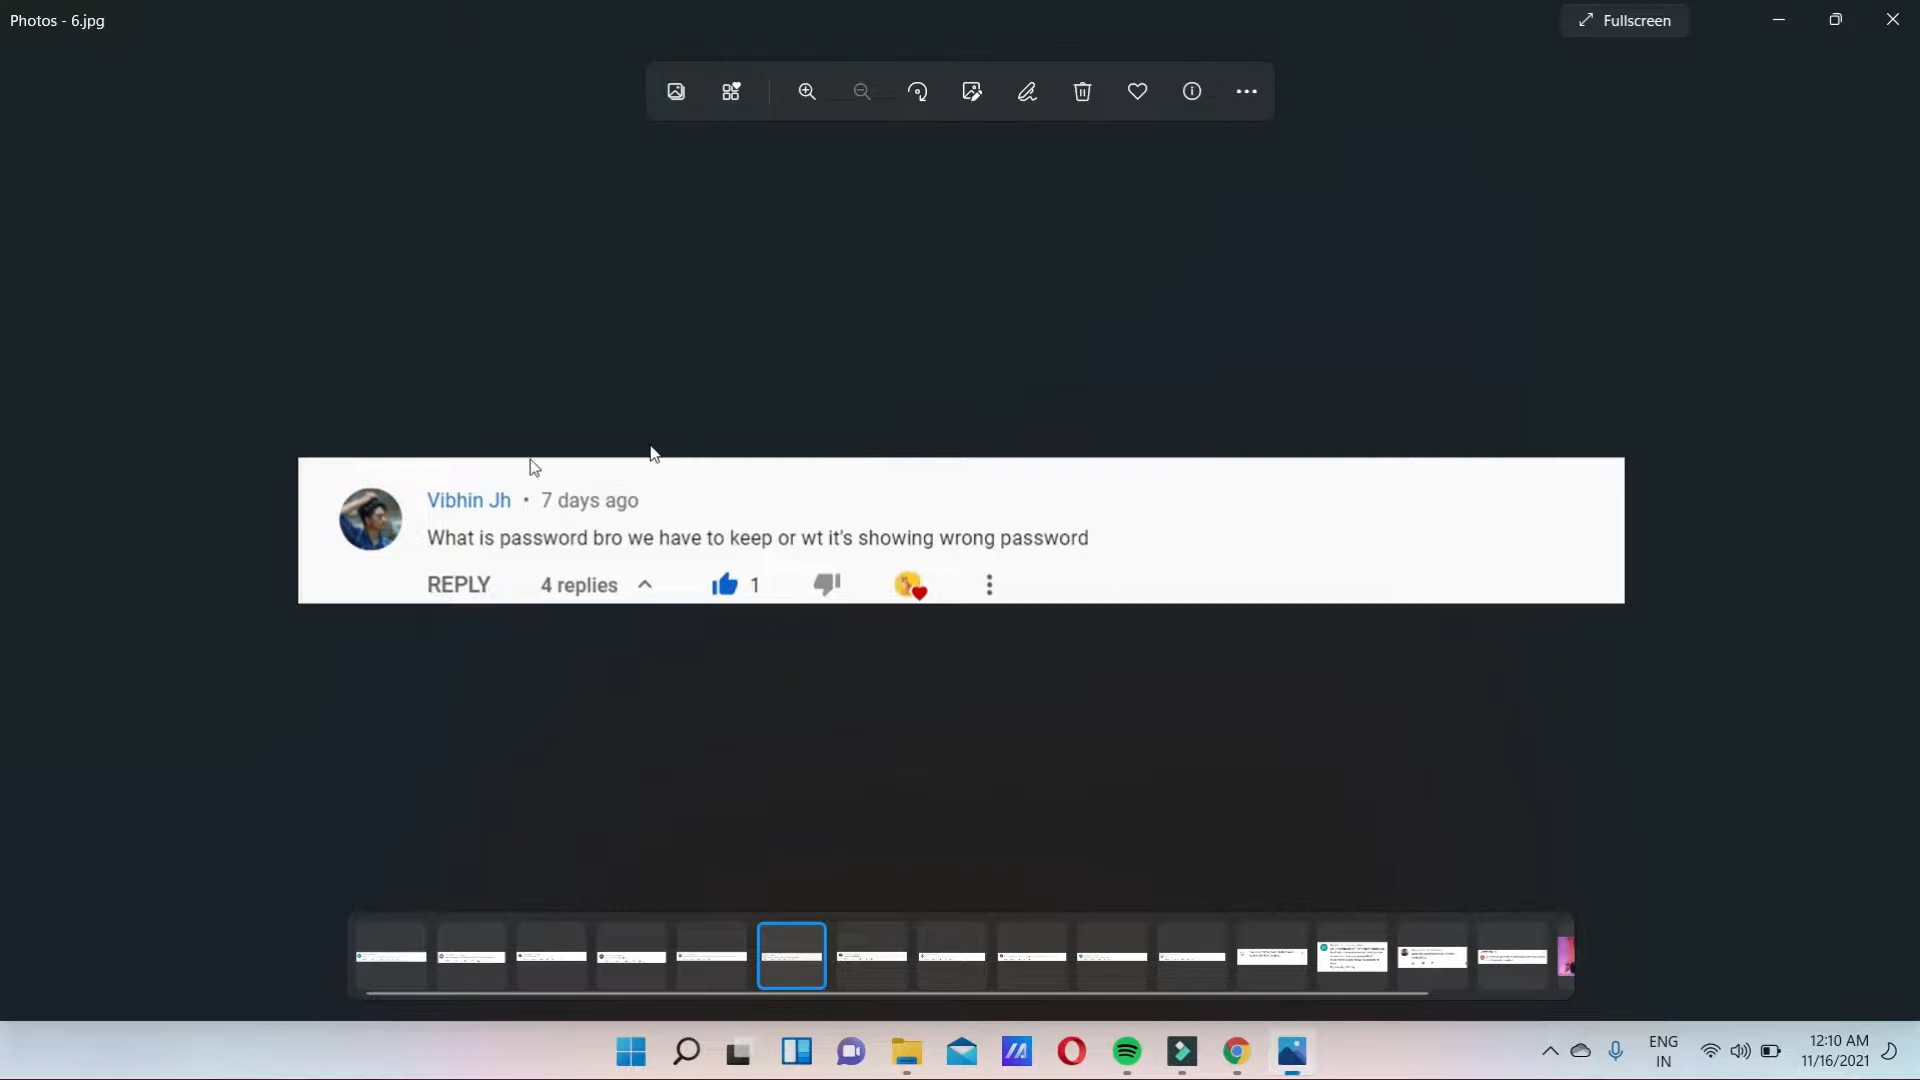 Photos - 6.jpg
Fullscreen
Vibhin Jh • 7 days ago
What is password bro we have to keep or wt it's showing wrong password
REPLY 4 replies 1
ENG
IN
12:10 AM
11/16/2021